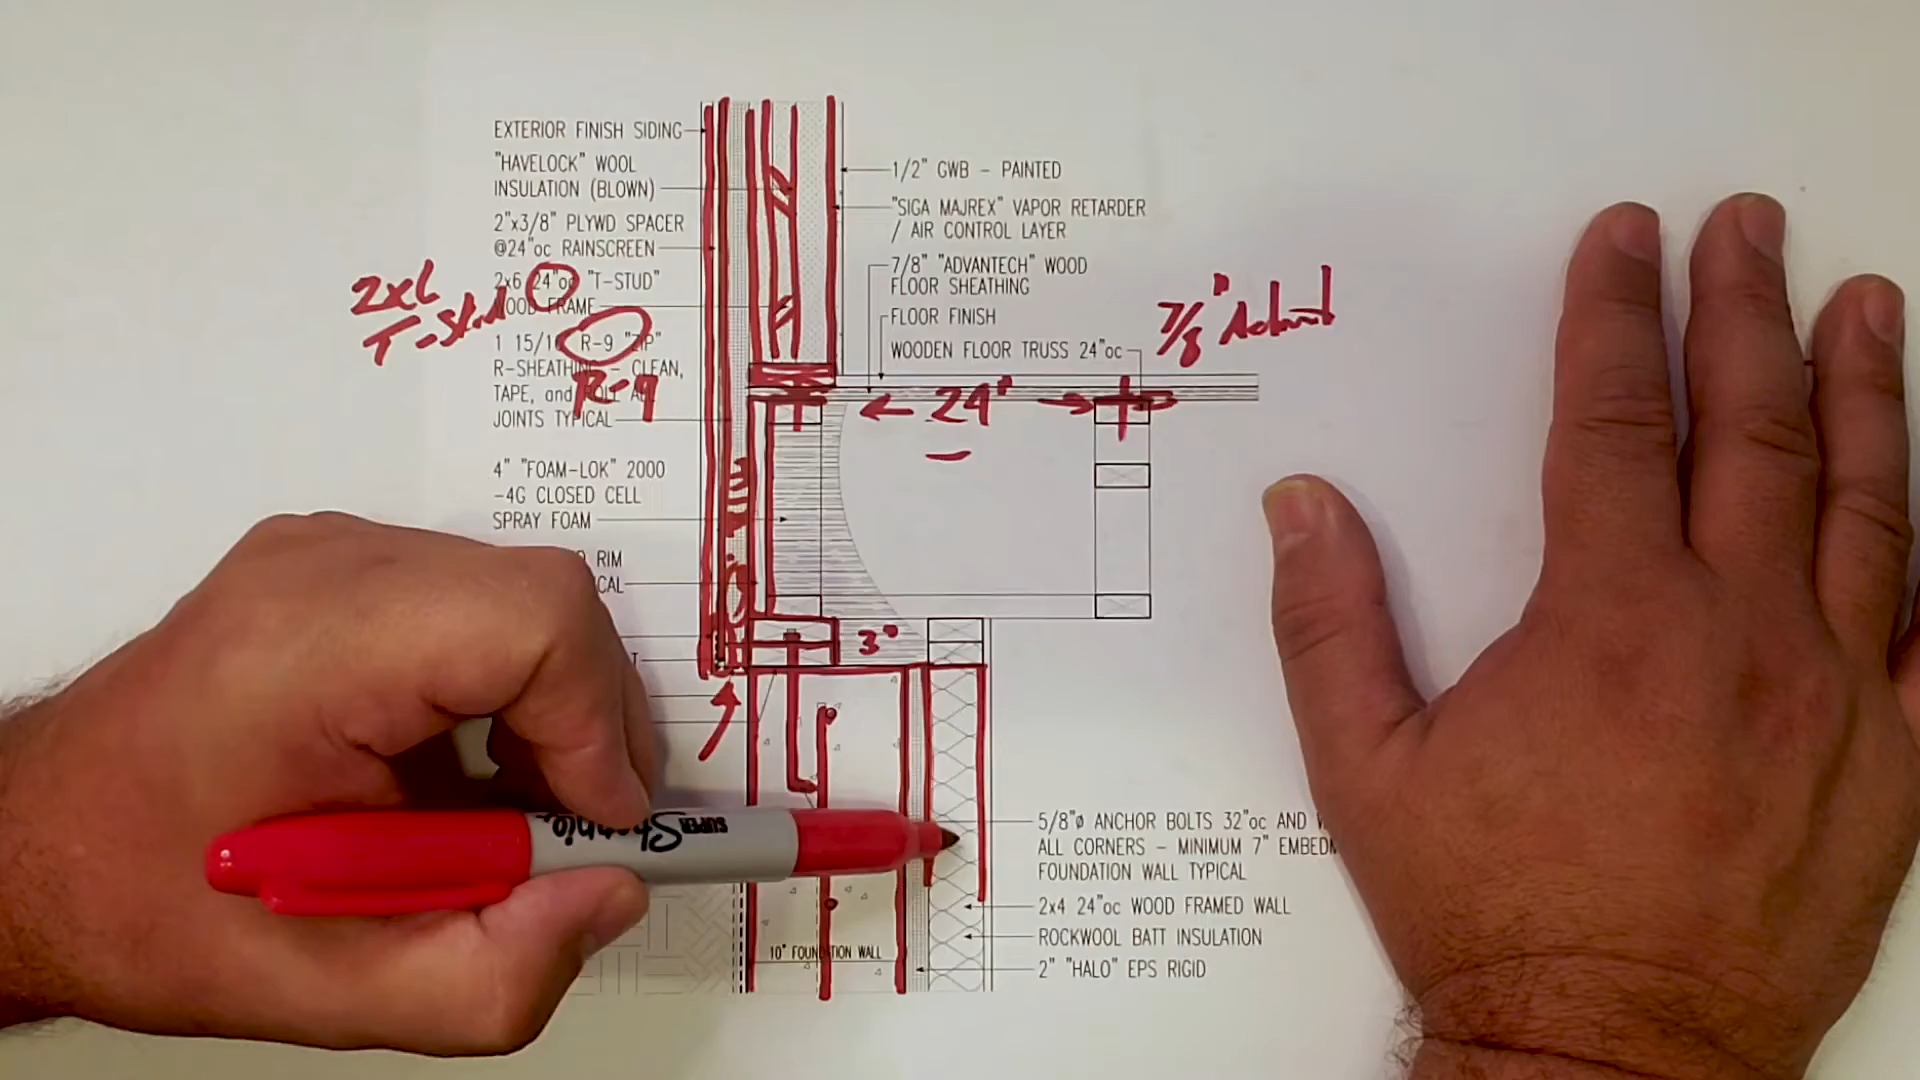 EXTERIOR FINISH SIDING
"HAVELOCK" WOOL
INSULATION (BLOWN)
2"x3/8" PLYWD SPACER
@24"oc RAINSCREEN
2x6 24"oc "T-STUD"
WOOD FRAME
2x6
T-Stud
1 15/16 R-9 "ZIP"
R-SHEATHING - CLEAN,
TAPE, and ROLL ALL
JOINTS TYPICAL
R-9
4" "FOAM-LOK" 2000
-4G CLOSED CELL
SPRAY FOAM
RIM
1/2" GWB - PAINTED
"SIGA MAJREX" VAPOR RETARDER
/ AIR CONTROL LAYER
7/8" "ADVANTECH" WOOD
FLOOR SHEATHING
FLOOR FINISH
WOODEN FLOOR TRUSS 24"oc
7/8" Actual
24"
3"
SUPER Sharpie
5/8"ø ANCHOR BOLTS 32"oc AND
ALL CORNERS - MINIMUM 7"
FOUNDATION WALL TYPICAL
2x4 24"oc WOOD FRAMED WALL
ROCKWOOL BATT INSULATION
2" "HALO" EPS RIGID
10" FOUNDATION WALL